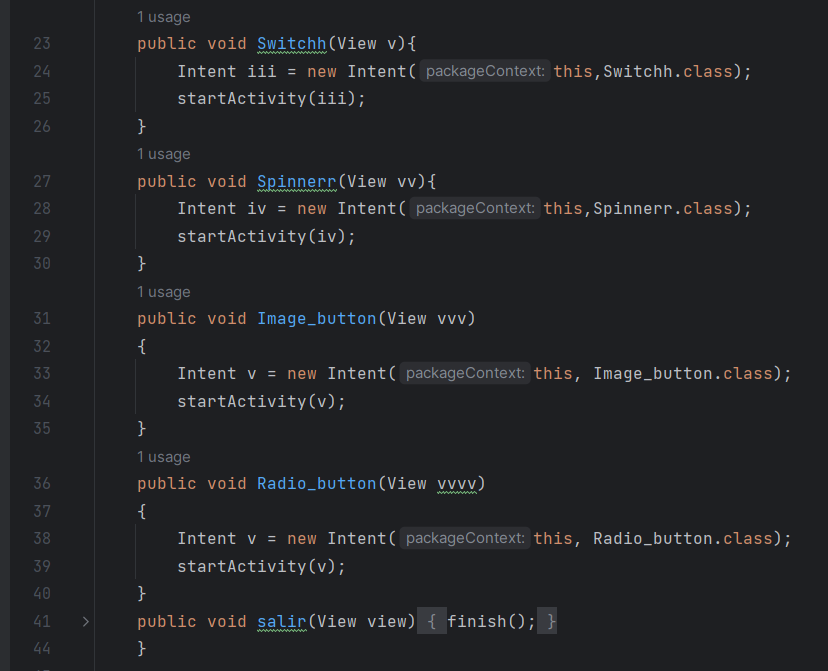 1 usage
23 public void Switchh(View v){
24 Intent iii = new Intent( packageContext: this,Switchh.class);
25 startActivity(iii);
26 }
1 usage
27 public void Spinnerr(View vv){
28 Intent iv = new Intent( packageContext: this,Spinnerr.class);
29 startActivity(iv);
30 }
1 usage
31 public void Image_button(View vvv)
32 {
33 Intent v = new Intent( packageContext: this, Image_button.class);
34 startActivity(v);
35 }
1 usage
36 public void Radio_button(View vvvv)
37 {
38 Intent v = new Intent( packageContext: this, Radio_button.class);
39 startActivity(v);
40 }
41 public void salir(View view) { finish(); }
44 }